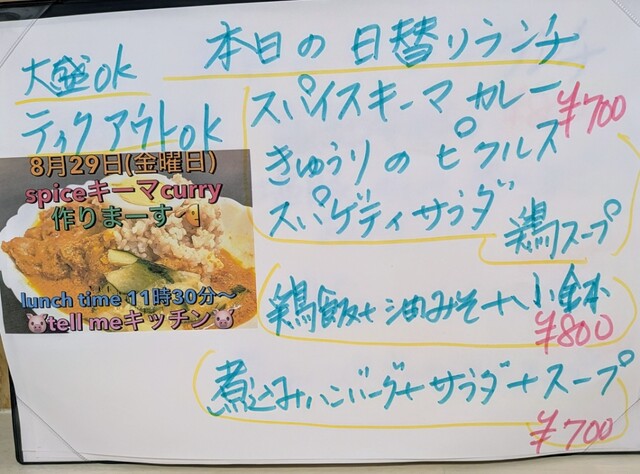 本日の日替りランチ
大盛ok
ティクアウトok
スパイスキーマカレー
¥700
きゅうりのピクルス
スパゲティサラダ
鶏スープ
8月29日(金曜日)
spiceキーマcurry
作りまーす
lunch time 11時30分〜
🐷tell meキッチン🐷
鶏飯+油みそ+小鉢
¥800
煮込みハンバーグ+サラダ+スープ
¥700